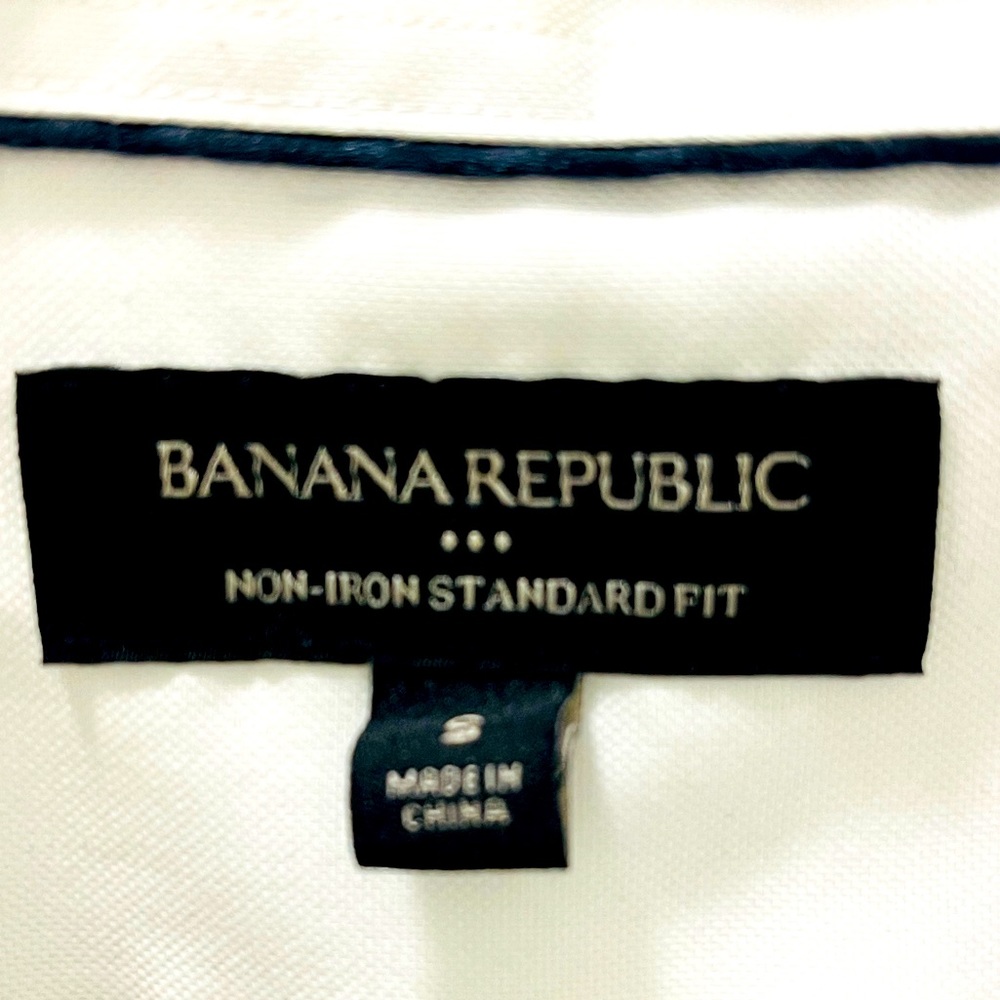 BANANA REPUBLIC
NON-IRON STANDARD FIT
S
MADE IN
CHINA